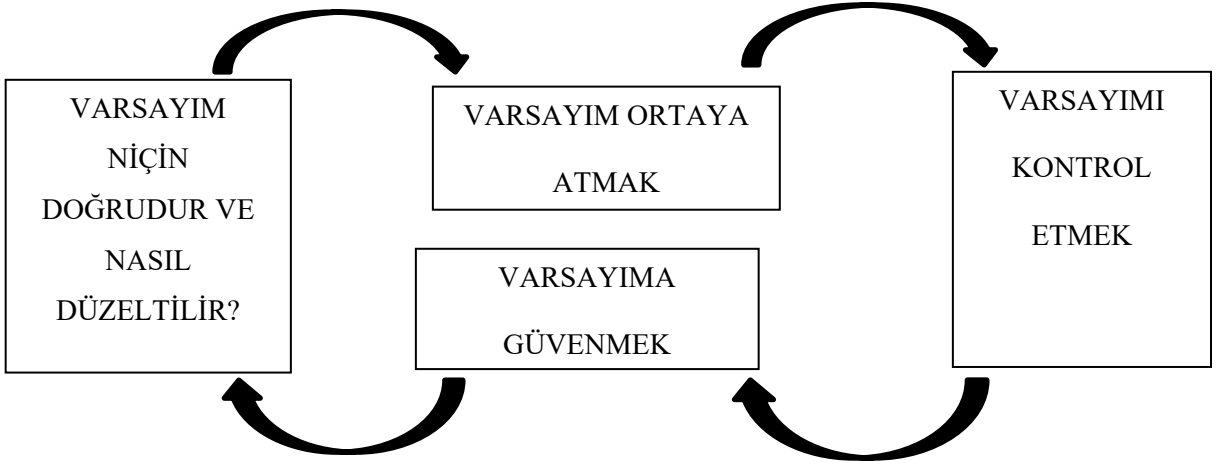 VARSAYIM
NİÇİN
DOĞRUDUR VE
NASIL
DÜZELTİLİR?
VARSAYIM ORTAYA
ATMAK
VARSAYIMA
GÜVENMEK
VARSAYIMI
KONTROL
ETMEK